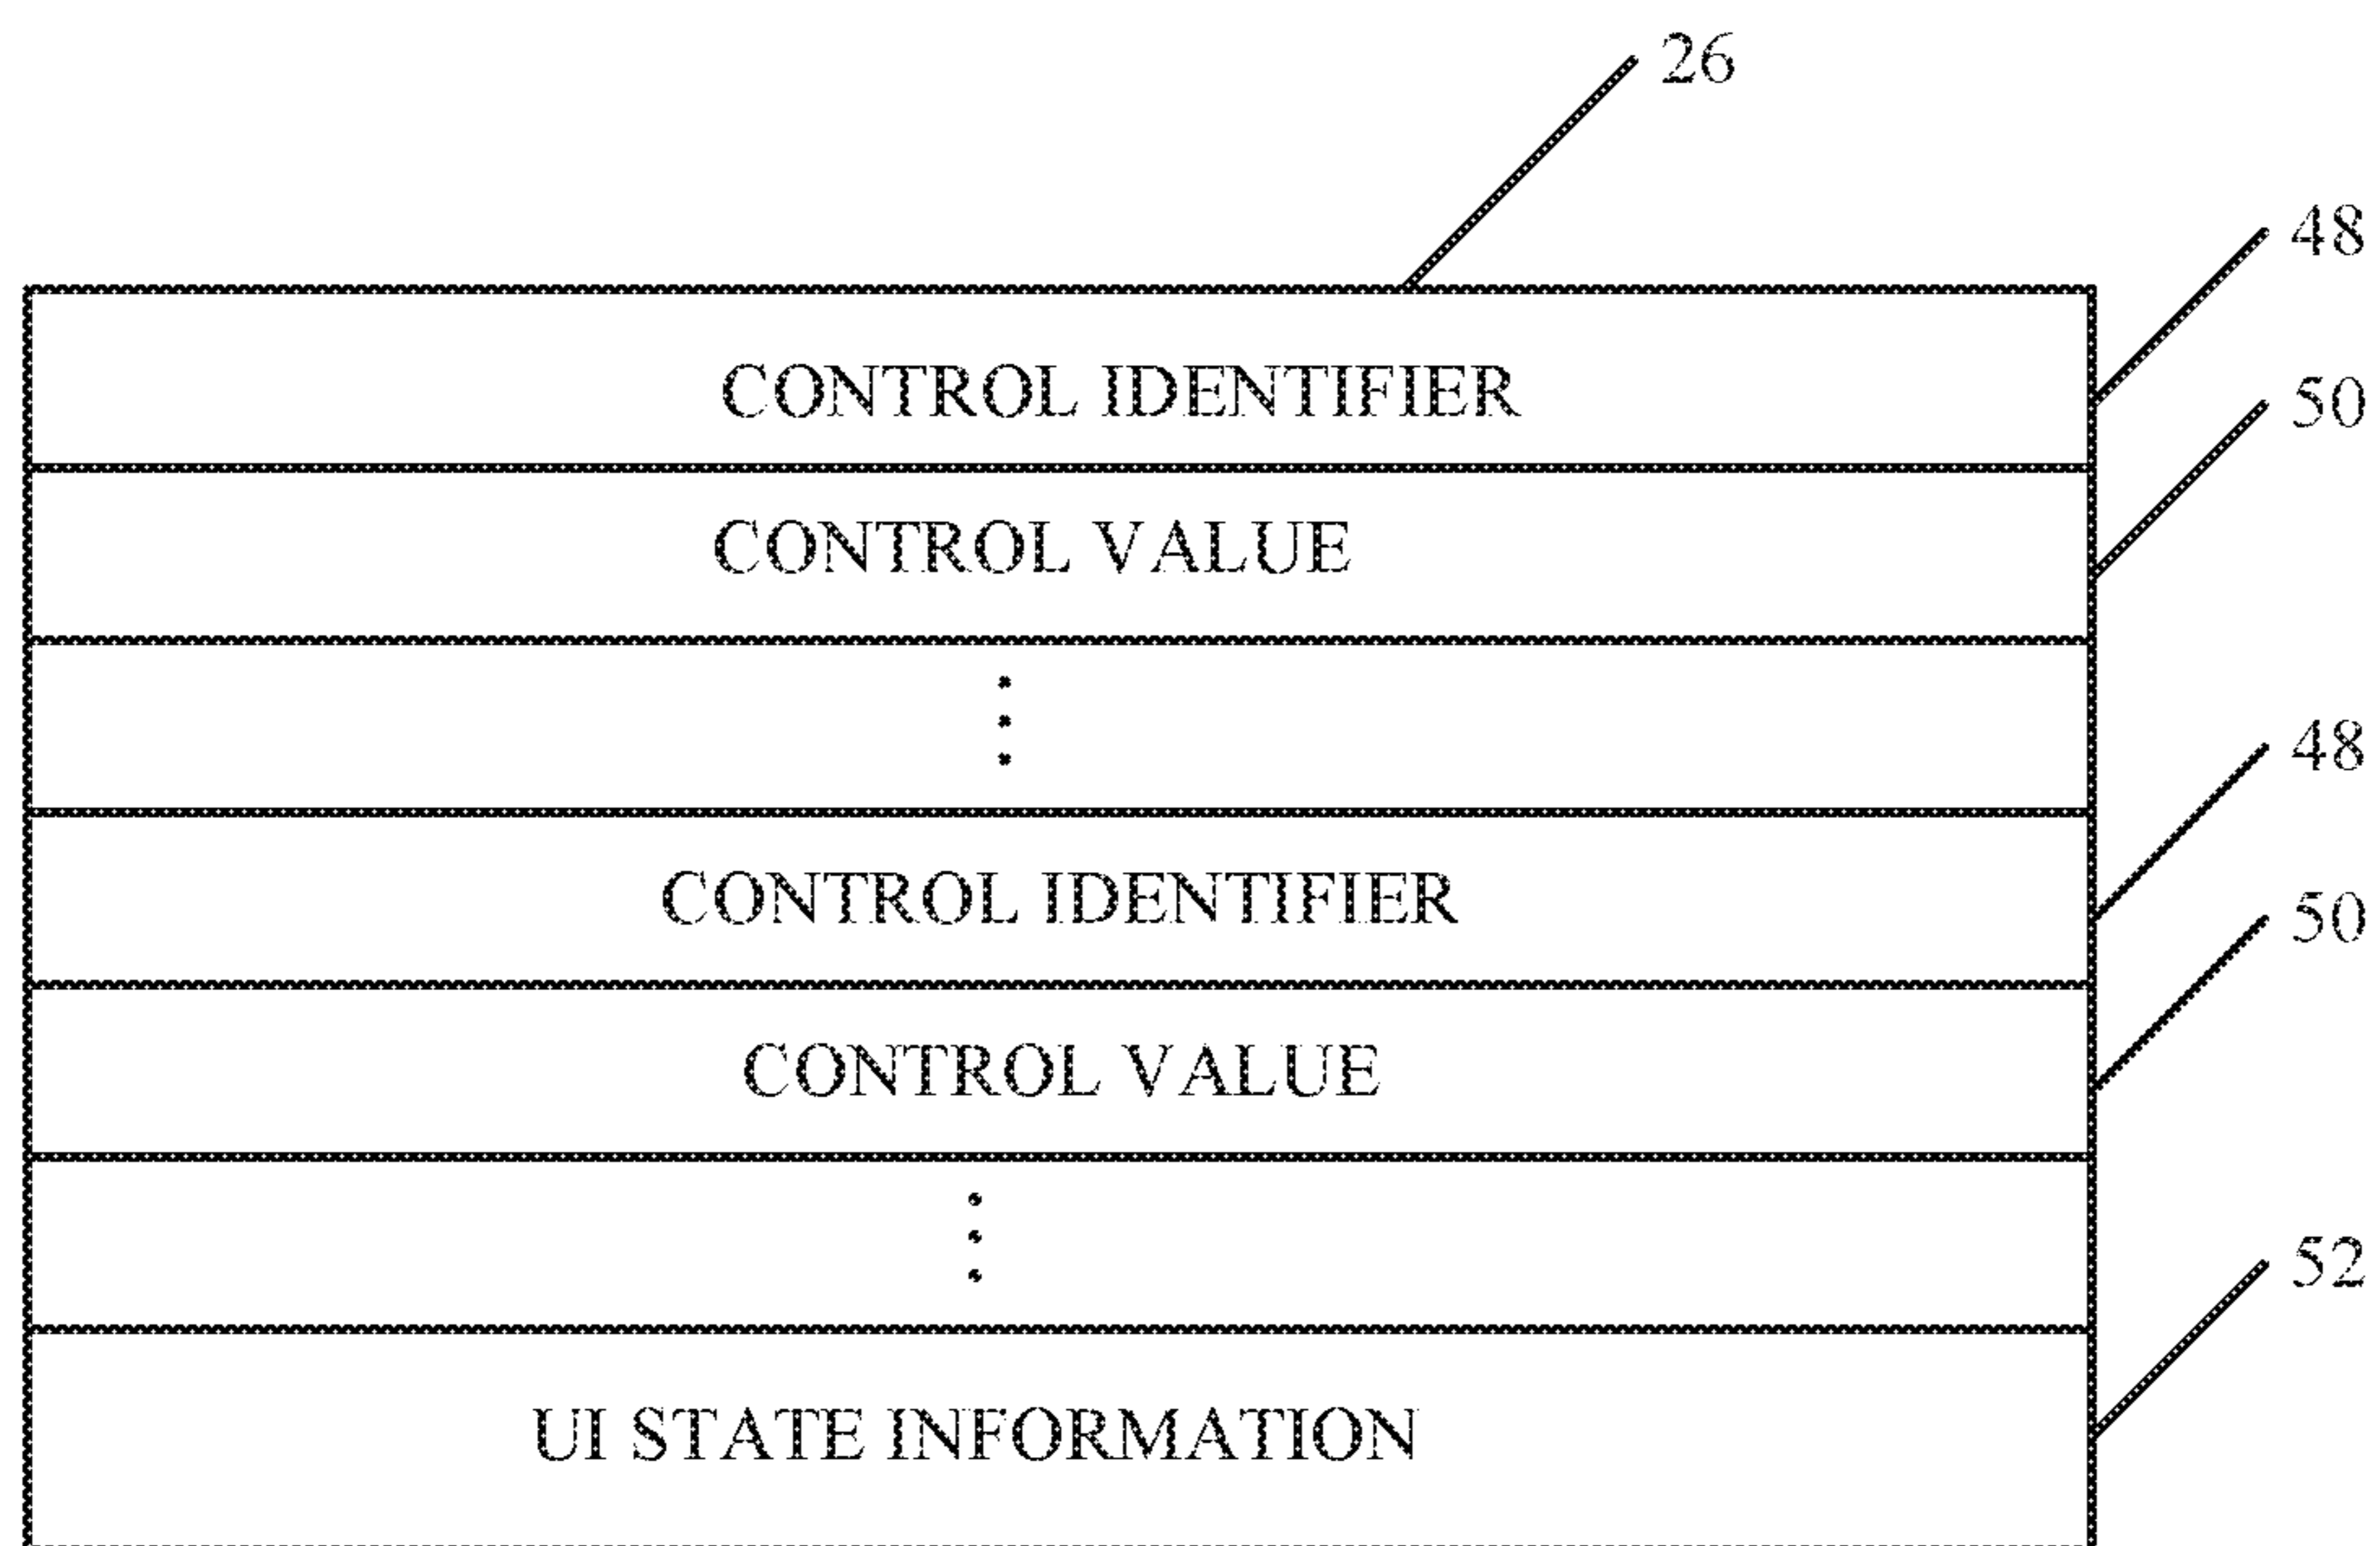 26
48
CONTROL IDENTIFIER
50
CONTROL VALUE
48
CONTROL IDENTIFIER
50
CONTROL VALUE
52
UI STATE INFORMATION